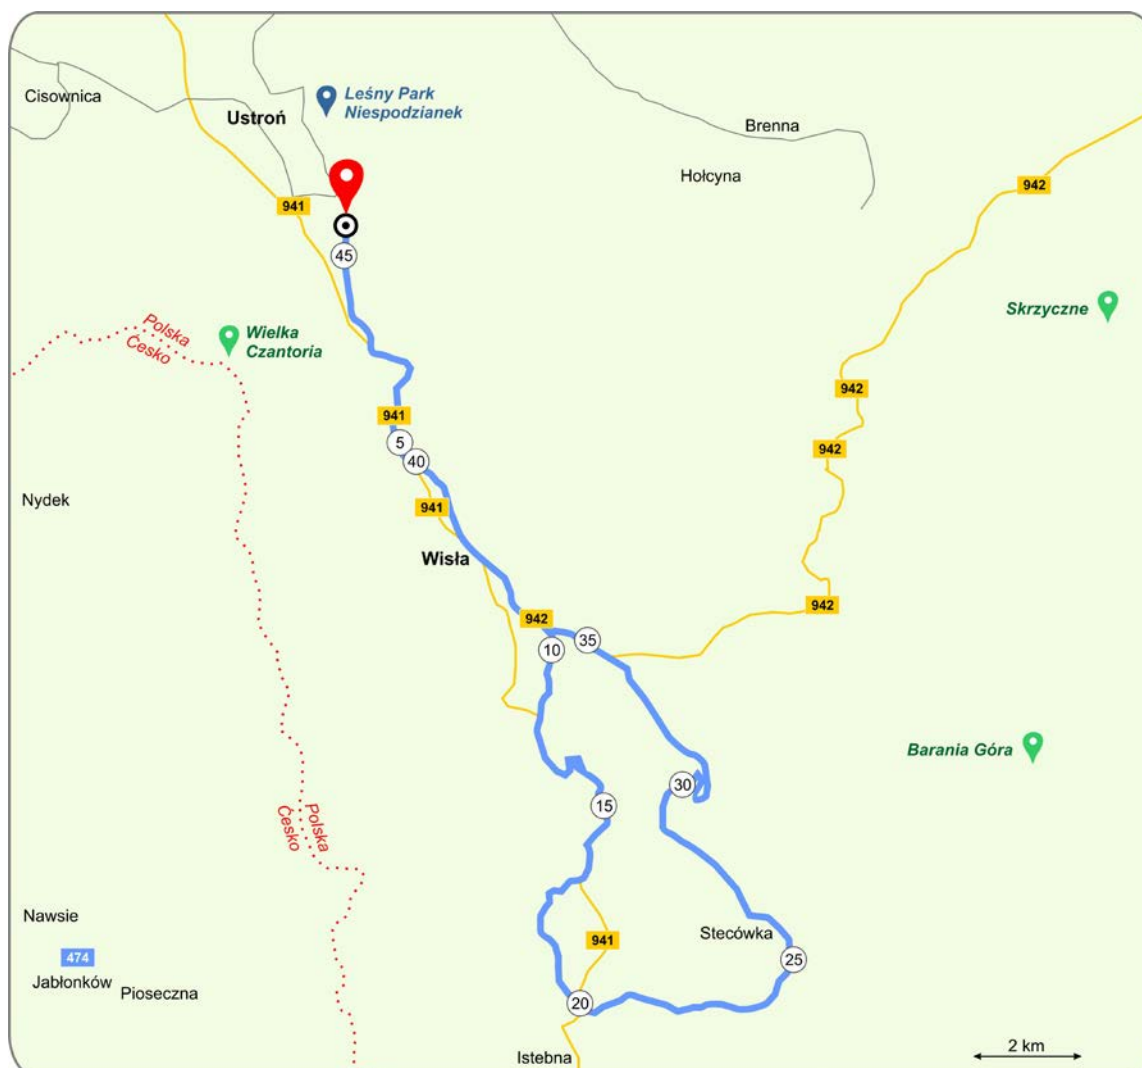 Cisownica
Ustroń
Leśny Park
Niespodzianek
Brenna
Hołcyna
942
941
45
Skrzyczne
Polska
Česko
Wielka
Czantoria
942
941
5
40
942
Nydek
941
Wisła
942
942
35
10
Barania Góra
30
15
Polska
Česko
Nawsie
Stecówka
941
474
25
Jabłonków
Pioseczna
20
Istebna
2 km